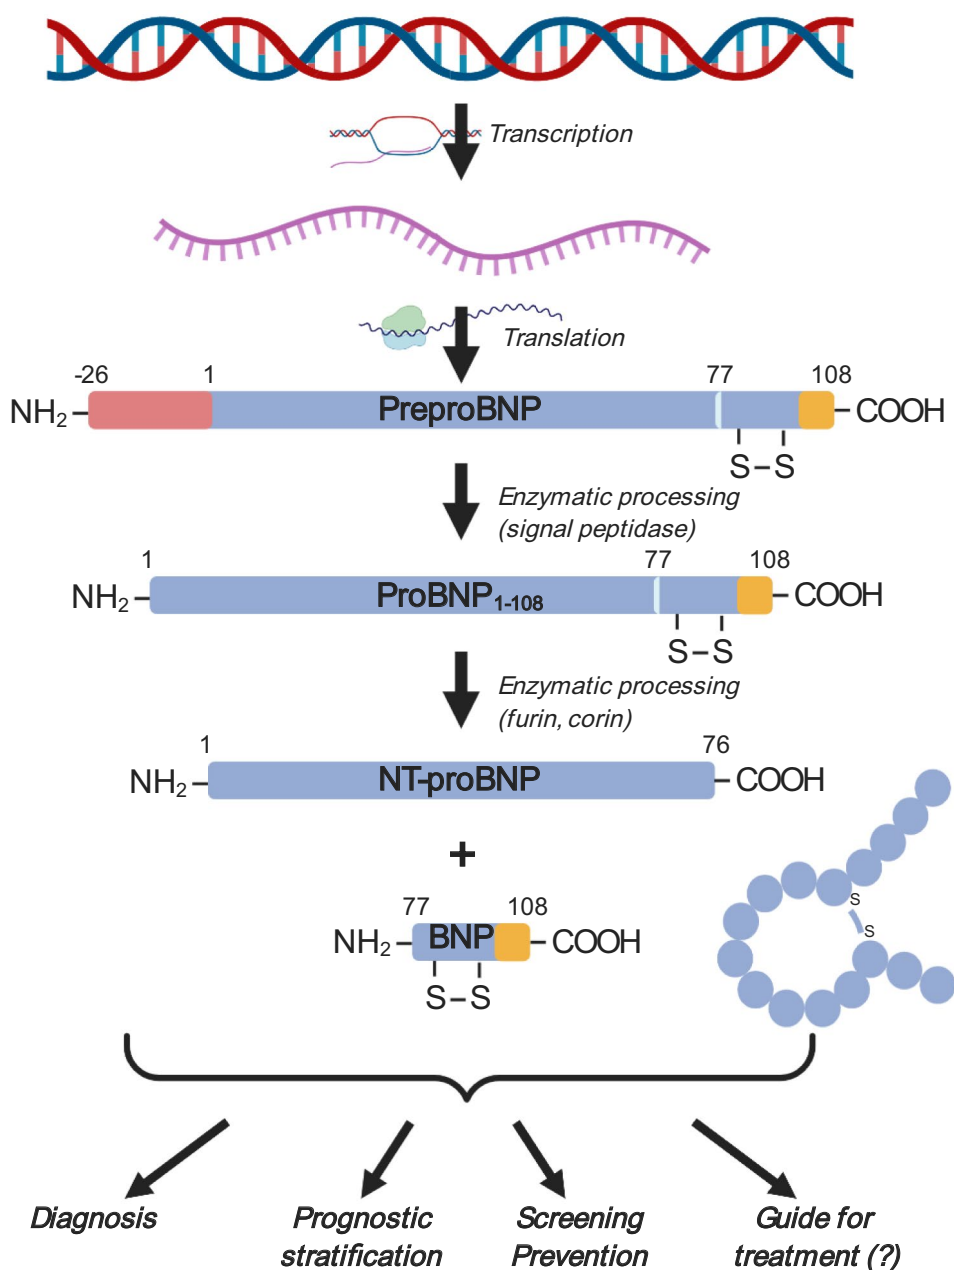 Transcription
Translation
-26 1 77 108
NH2 PreproBNP COOH
S–S
Enzymatic processing
(signal peptidase)
1 77 108
NH2 ProBNP1-108 COOH
S–S
Enzymatic processing
(furin, corin)
1 76
NH2 NT-proBNP COOH
+
77 108
NH2 BNP COOH
S–S
S
S
Diagnosis
Prognostic
stratification
Screening
Prevention
Guide for
treatment (?)